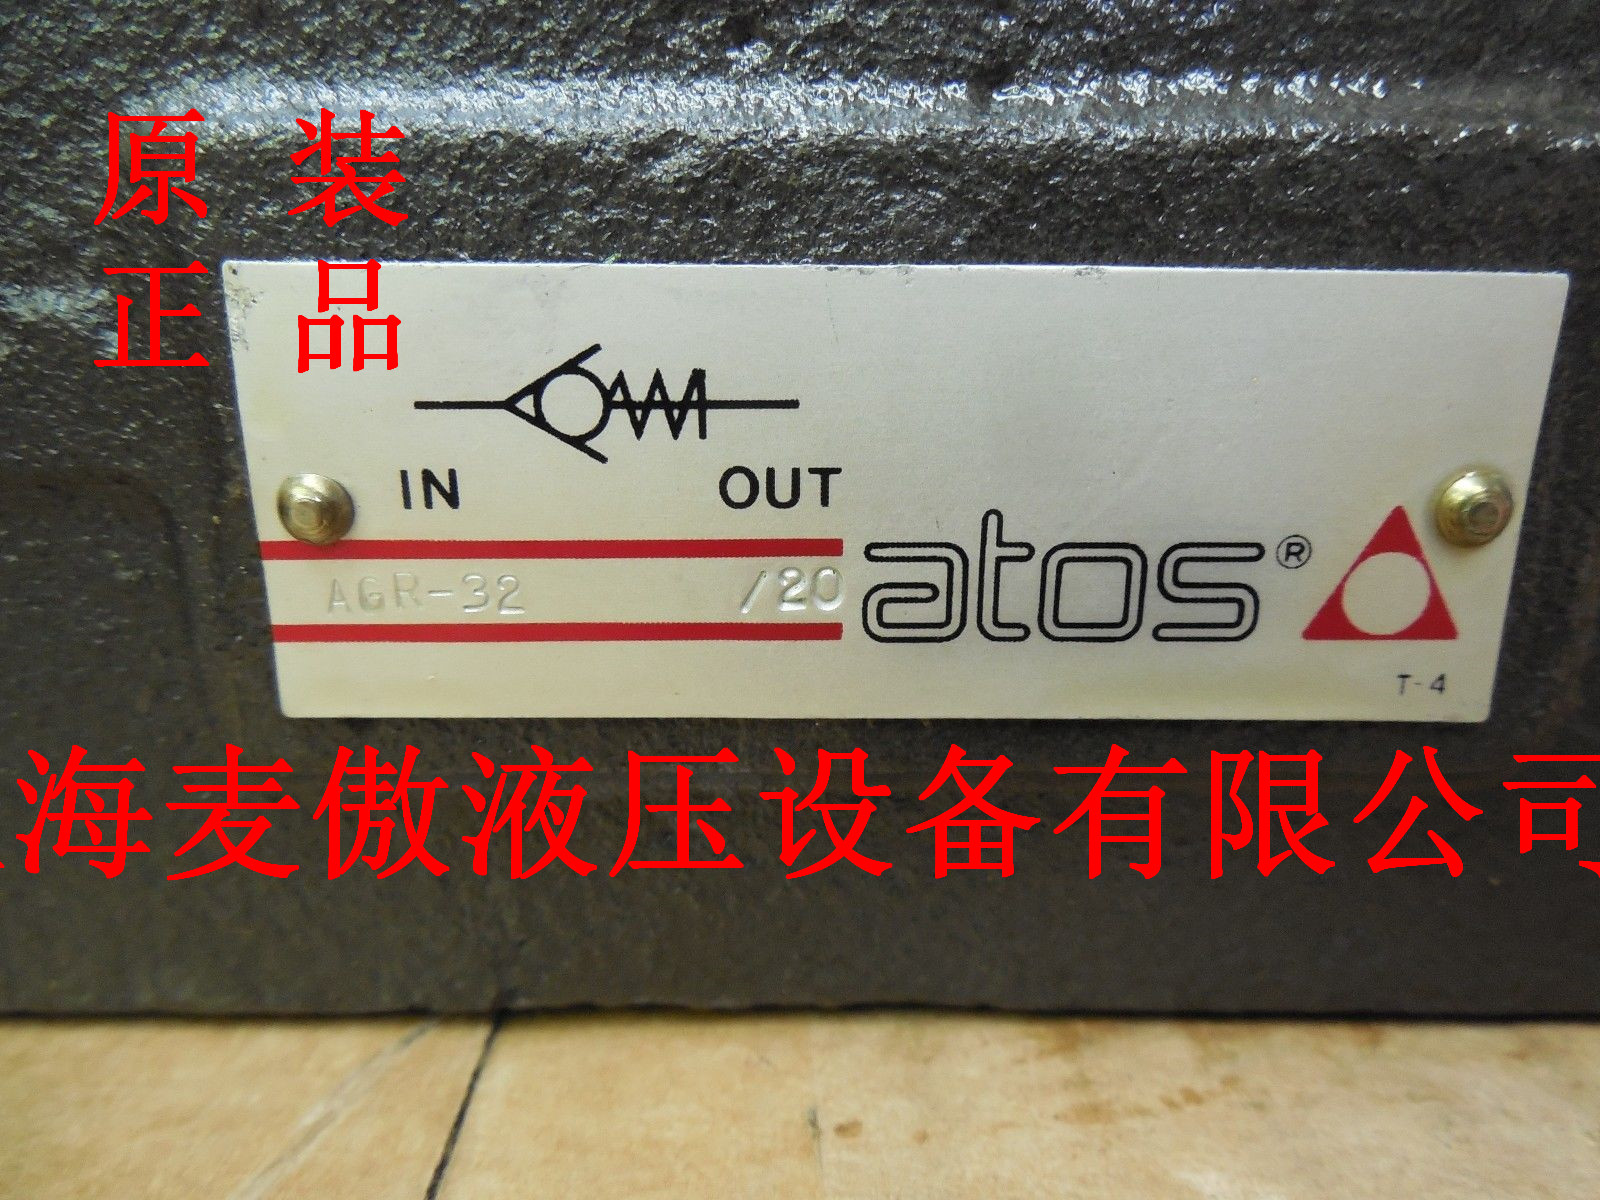 原 装
正 品
IN OUT
AGR-32 /20 atos®
T-4
海麦傲液压设备有限公司